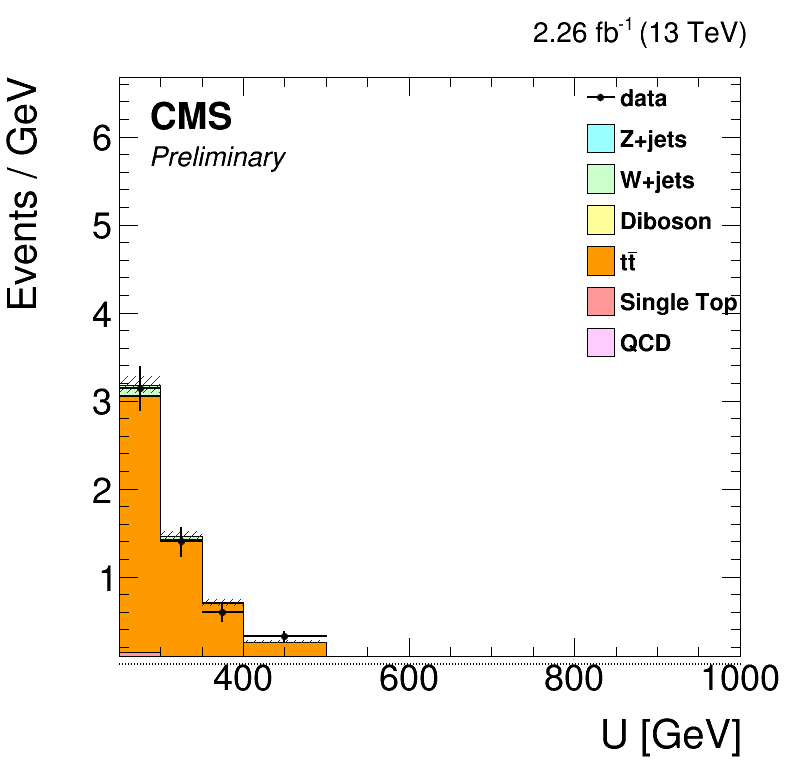 2.26 fb⁻¹ (13 TeV)
CMS
Preliminary
data
Z+jets
W+jets
Diboson
tt̄
Single Top
QCD
Events / GeV
6
5
4
3
2
1
400 600 800 1000
U [GeV]